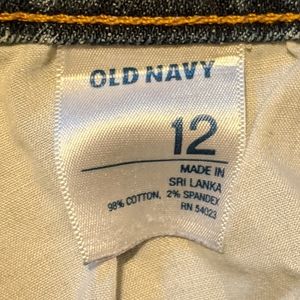 OLD NAVY
12
MADE IN
SRI LANKA
98% COTTON, 2% SPANDEX
RN 54023